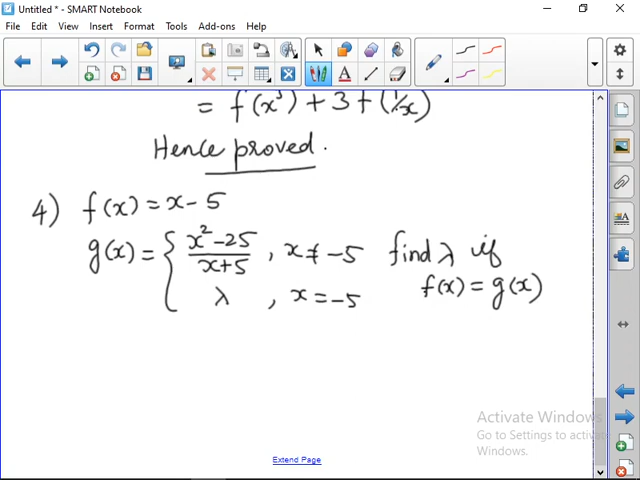 Untitled * - SMART Notebook
File Edit View Insert Format Tools Add-ons Help
= f(x³) + 3 f(1/x)
Hence proved.
4) f(x) = x - 5
g(x) = { x² - 25 / x + 5 , x ≠ -5 find λ if
λ , x = -5 f(x) = g(x)
Activate Windows
Go to Settings to activate
Windows.
Extend Page